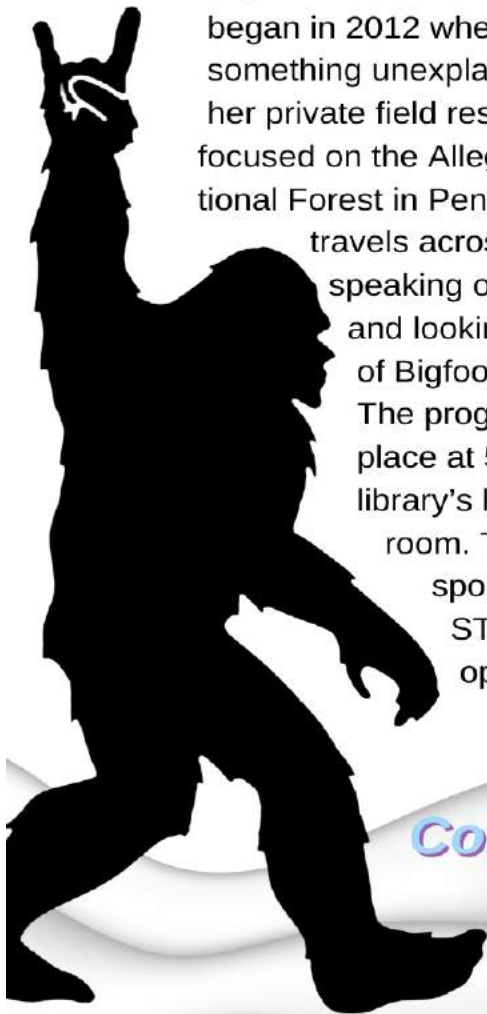 began in 2012 whe
something unexpla
her private field res
focused on the Alleg
tional Forest in Pen
travels acros
speaking o
and lookin
of Bigfoo
The prog
place at 5
library's l
room. T
spo
ST
op
Co